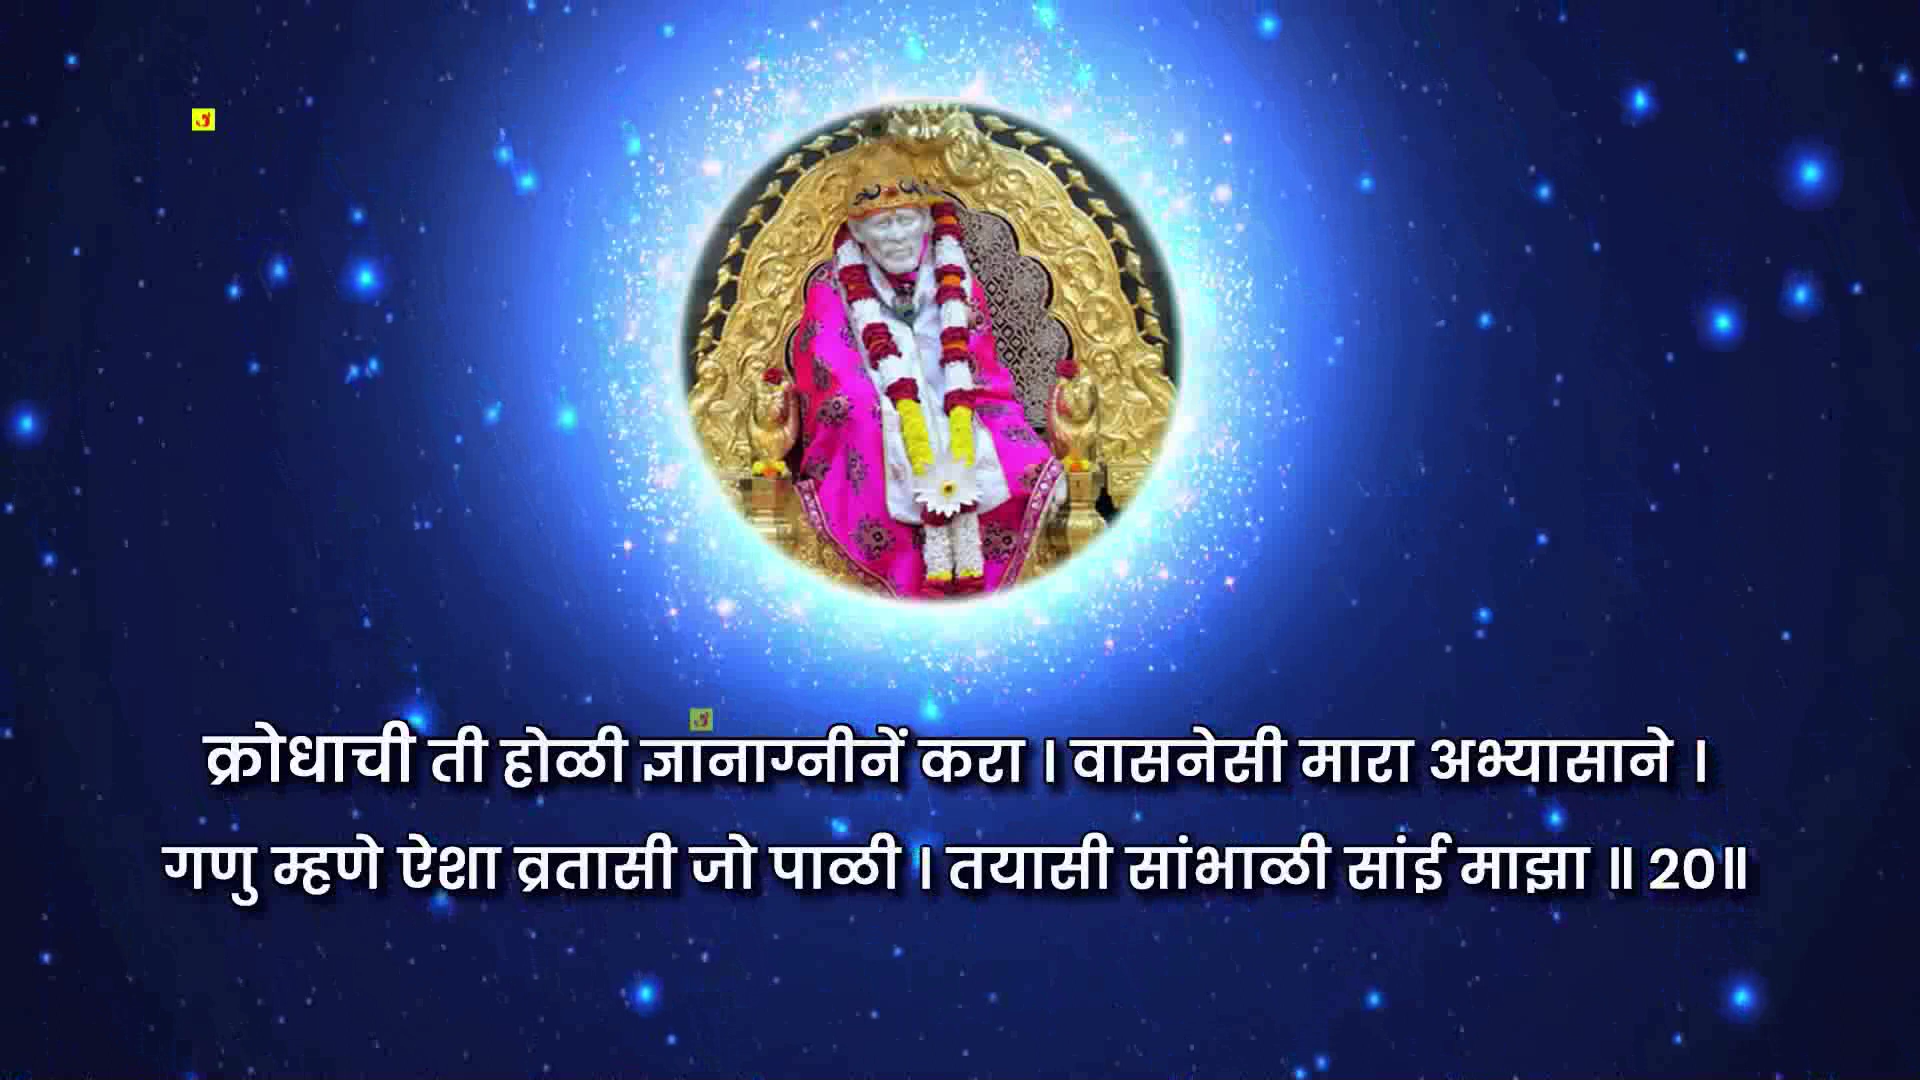 क्रोधाची ती होळी ज्ञानाग्नीनें करा । वासनेसी मारा अभ्यासाने ।
गणु म्हणे ऐशा व्रतासी जो पाळी । तयासी सांभाळी सांई माझा ॥ 20॥